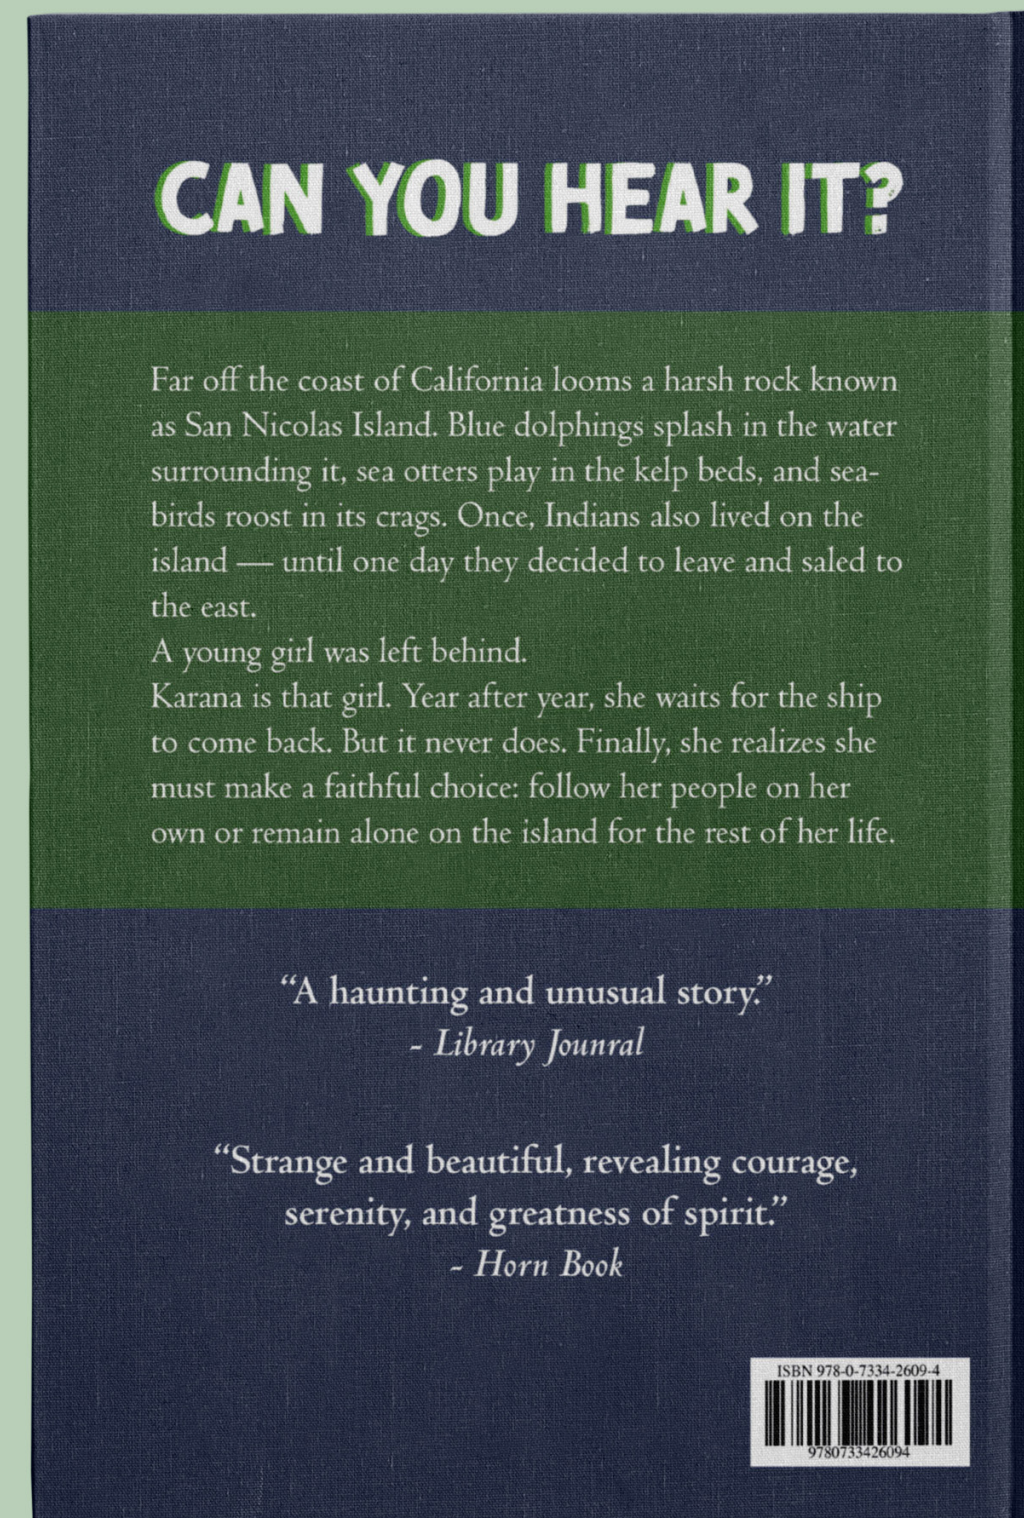 CAN YOU HEAR IT?
Far off the coast of California looms a harsh rock known
as San Nicolas Island. Blue dolphings splash in the water
surrounding it, sea otters play in the kelp beds, and sea-
birds roost in its crags. Once, Indians also lived on the
island — until one day they decided to leave and saled to
the east.
A young girl was left behind.
Karana is that girl. Year after year, she waits for the ship
to come back. But it never does. Finally, she realizes she
must make a faithful choice: follow her people on her
own or remain alone on the island for the rest of her life.
“A haunting and unusual story.”
- Library Jounral
“Strange and beautiful, revealing courage,
serenity, and greatness of spirit.”
- Horn Book
ISBN 978-0-7334-2609-4
9780733426094